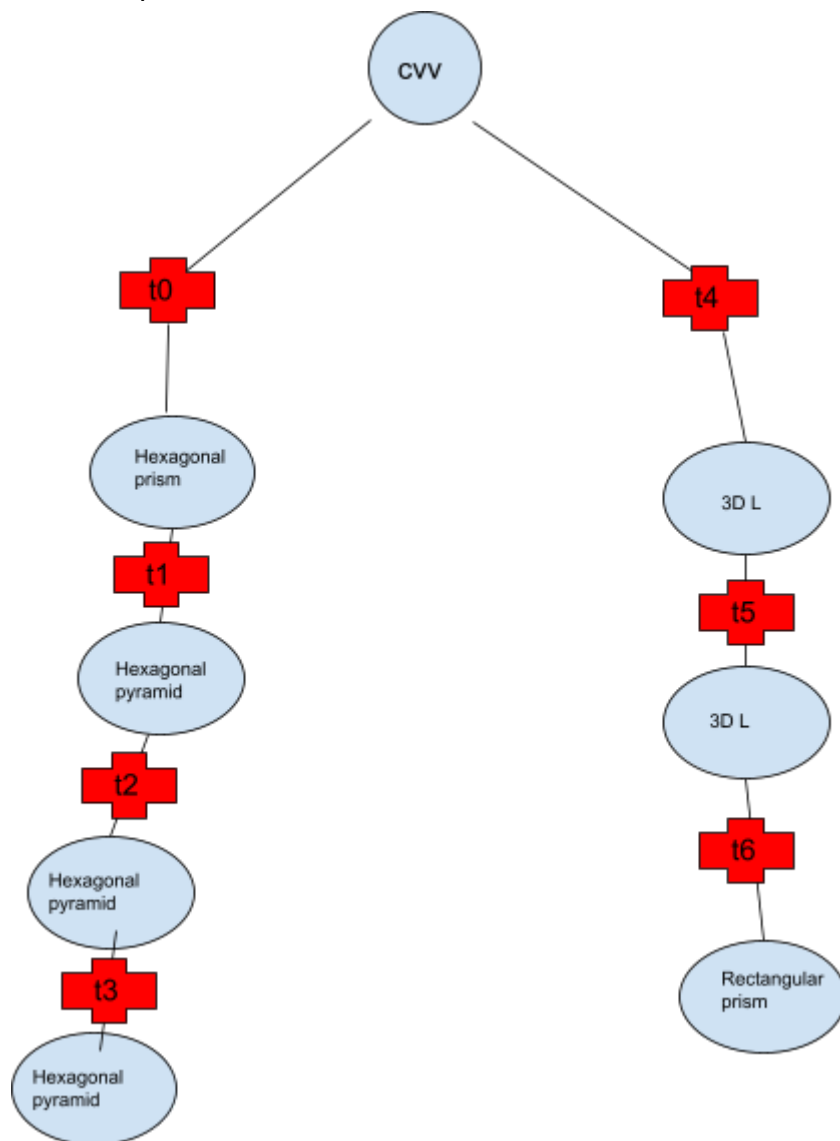 CVV
t0
t4
Hexagonal
prism
3D L
t1
t5
Hexagonal
pyramid
3D L
t2
t6
Hexagonal
pyramid
Rectangular
prism
t3
Hexagonal
pyramid